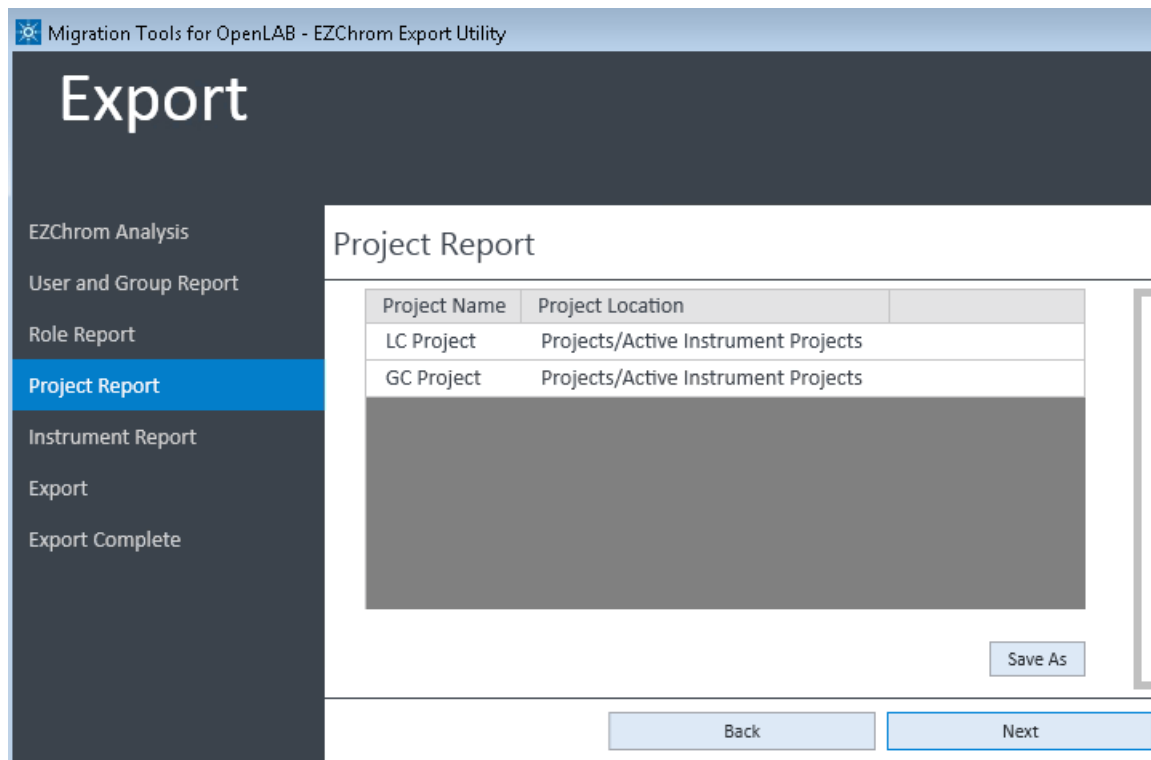 Migration Tools for OpenLAB - EZChrom Export Utility
Export
EZChrom Analysis
User and Group Report
Role Report
Project Report
Instrument Report
Export
Export Complete
Project Report
Project Name Project Location
LC Project Projects/Active Instrument Projects
GC Project Projects/Active Instrument Projects
Save As
Back Next